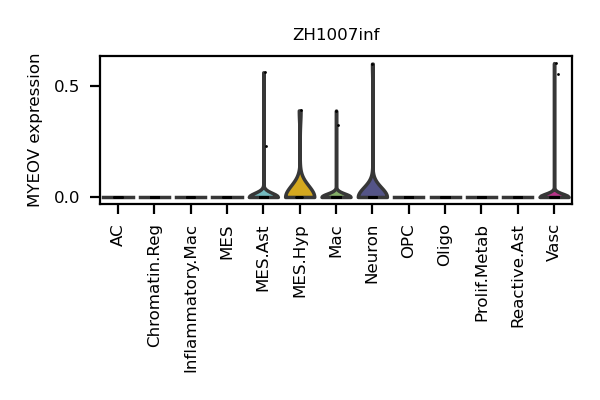 ZH1007inf
MYEOV expression
0.5
0.0
AC
Chromatin.Reg
Inflammatory.Mac
MES
MES.Ast
MES.Hyp
Mac
Neuron
OPC
Oligo
Prolif.Metab
Reactive.Ast
Vasc